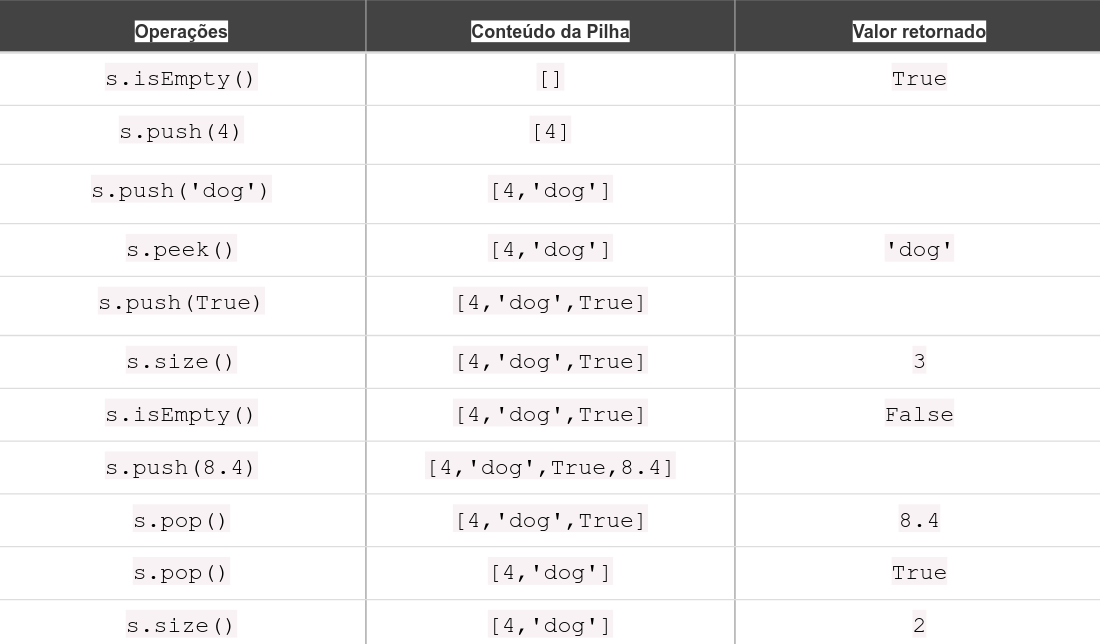 Operações Conteúdo da Pilha Valor retornado
s.isEmpty() [] True
s.push(4) [4]
s.push('dog') [4,'dog']
s.peek() [4,'dog'] 'dog'
s.push(True) [4,'dog',True]
s.size() [4,'dog',True] 3
s.isEmpty() [4,'dog',True] False
s.push(8.4) [4,'dog',True,8.4]
s.pop() [4,'dog',True] 8.4
s.pop() [4,'dog'] True
s.size() [4,'dog'] 2